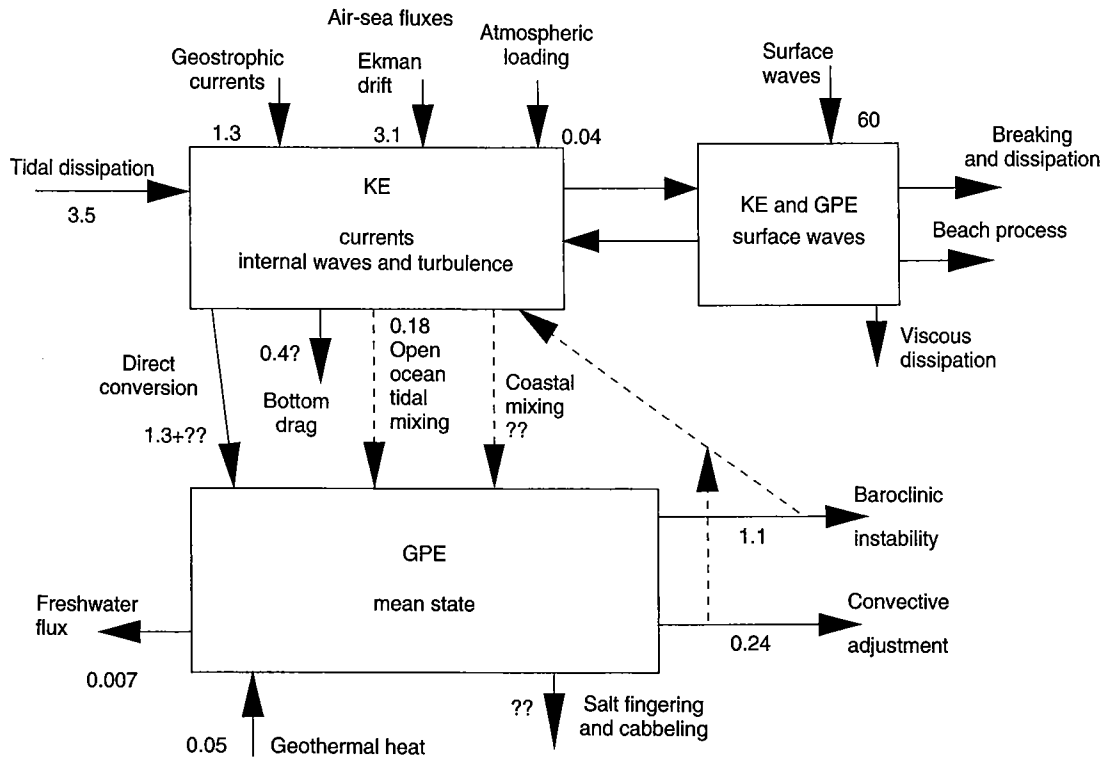 Air-sea fluxes
Geostrophic
currents
Ekman
drift
Atmospheric
loading
Surface
waves
1.3
3.1
0.04
60
Tidal dissipation
3.5
KE
currents
internal waves and turbulence
KE and GPE
surface waves
Breaking
and dissipation
Beach process
Viscous
dissipation
Direct
conversion
1.3+??
0.4?
Bottom
drag
0.18
Open
ocean
tidal
mixing
Coastal
mixing
??
GPE
mean state
1.1
Baroclinic
instability
0.24
Convective
adjustment
Freshwater
flux
0.007
0.05
Geothermal heat
??
Salt fingering
and cabbeling